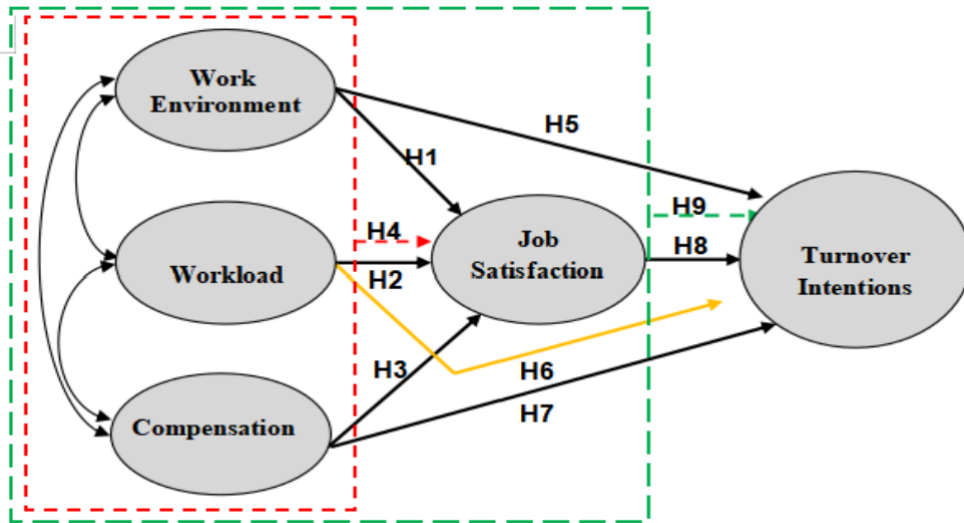 Work
Environment
H5
H1
H9
H4
Job
Satisfaction
H8
H2
Workload
Turnover
Intentions
H3
H6
H7
Compensation